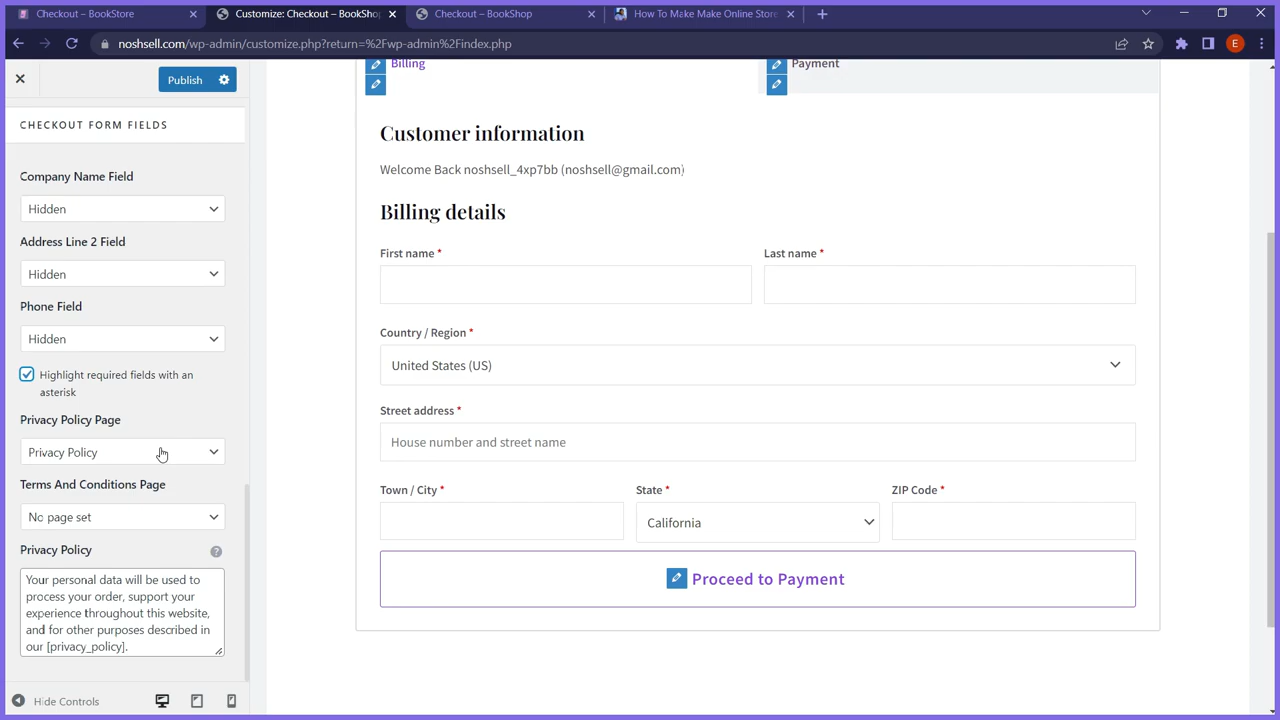 Checkout – BookStore
Customize: Checkout – BookShop
Checkout – BookShop
How To Make Make Online Store
noshsell.com/wp-admin/customize.php?return=%2Fwp-admin%2Findex.php
E
Publish
CHECKOUT FORM FIELDS
Company Name Field
Hidden
Address Line 2 Field
Hidden
Phone Field
Hidden
Highlight required fields with an
asterisk
Privacy Policy Page
Privacy Policy
Terms And Conditions Page
No page set
Privacy Policy
?
Your personal data will be used to
process your order, support your
experience throughout this website,
and for other purposes described in
our [privacy_policy].
Hide Controls
Billing
Payment
Customer information
Welcome Back noshsell_4xp7bb (noshsell@gmail.com)
Billing details
First name *
Last name *
Country / Region *
United States (US)
Street address *
House number and street name
Town / City *
State *
ZIP Code *
California
Proceed to Payment